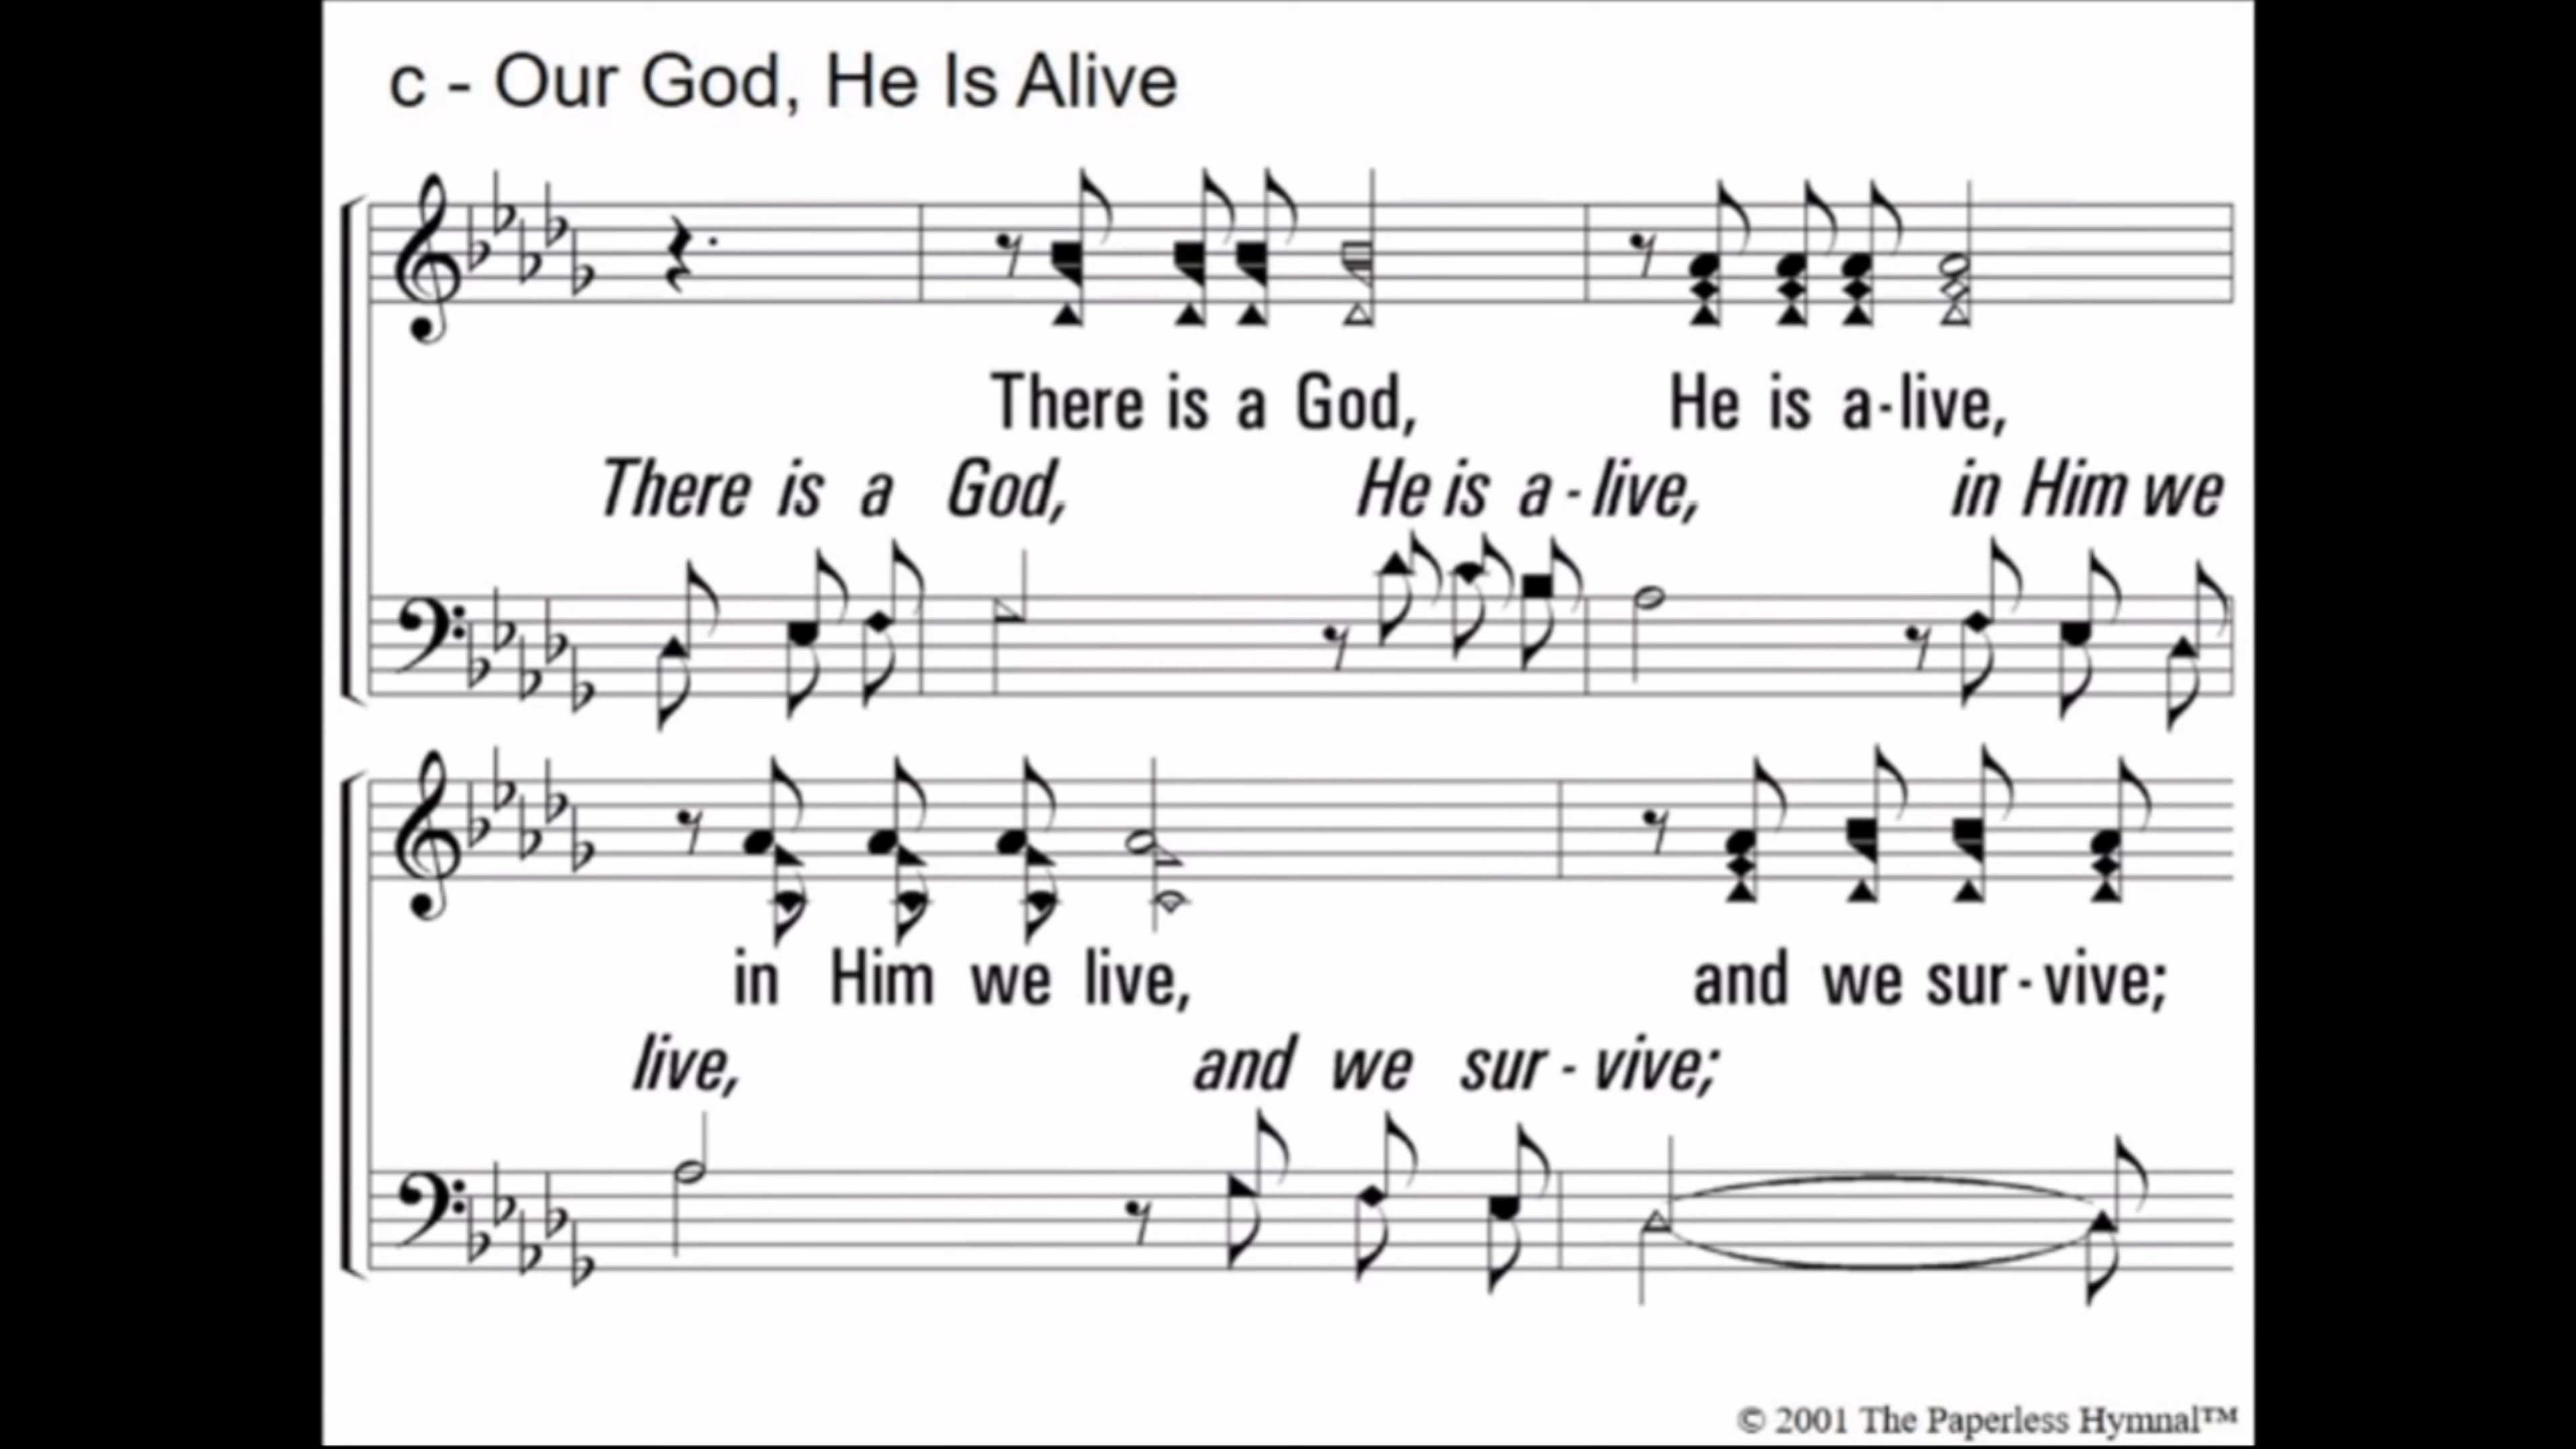 c - Our God, He Is Alive
There is a God, He is a-live,
There is a God, He is a-live, in Him we
in Him we live, and we sur-vive;
live, and we sur-vive;
© 2001 The Paperless Hymnal™